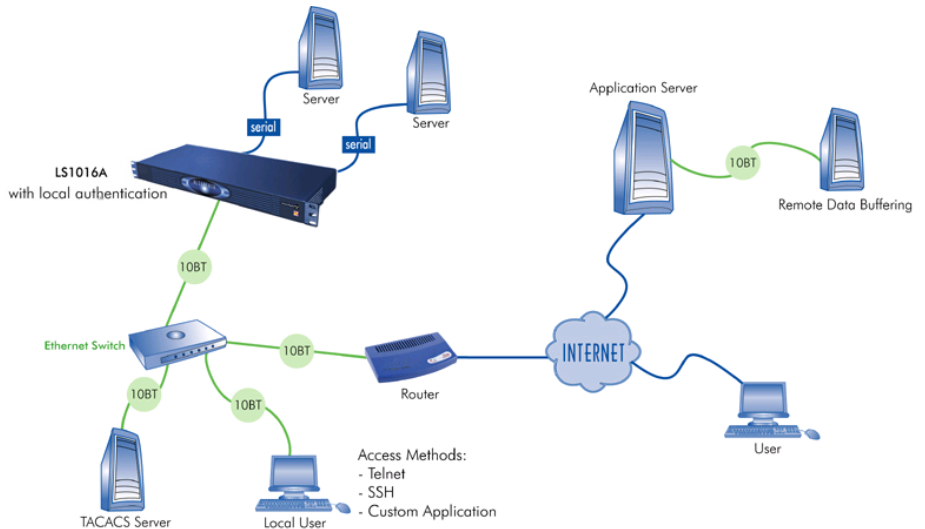 Server
Server
serial
serial
LS1016A
with local authentication
Application Server
10BT
Remote Data Buffering
10BT
Ethernet Switch
10BT
Router
INTERNET
10BT
10BT
User
TACACS Server
Local User
Access Methods:
- Telnet
- SSH
- Custom Application